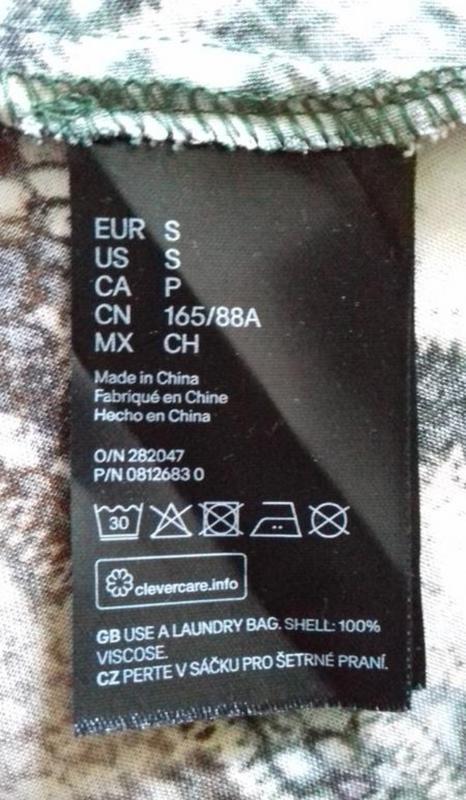 EUR S
US S
CA P
CN 165/88A
MX CH
Made in China
Fabriqué en Chine
Hecho en China
O/N 282047
P/N 0812683 0
30
clevercare.info
GB USE A LAUNDRY BAG. SHELL: 100%
VISCOSE.
CZ PERTE V SÁČKU PRO ŠETRNÉ PRANÍ.